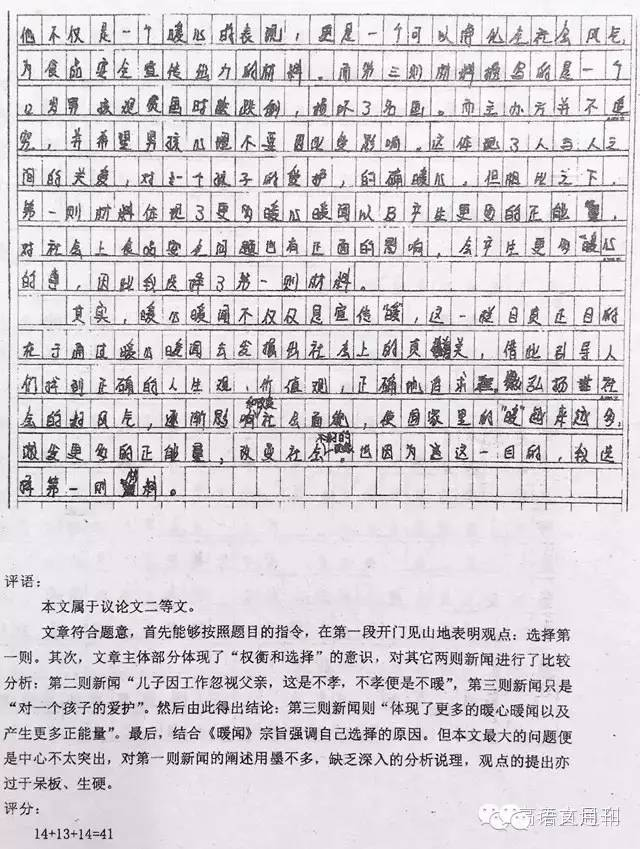 他不仅是一个暖心的表现，更是一个可以净化全社会风气，
为食品安全宣传助力的材料。而第三则材料描写的是一个
12岁男孩观赏画时跌跌倒，损坏了名画。而主办方并不追
究，并希望男孩心理不要因此受影响。这体现了人与人之
间的关爱，对一个孩子的爱护，的确暖心，但相比之下，
第一则材料体现了更多暖心暖闻以及产生更多的正能量，
对社会上食品安全问题也有正面的影响，会产生更多"暖心
的事，因此我选择了第一则材料。
其实，暖心暖闻不仅仅是宣传"暖"，这一栏目真正目的
在于通过暖心暖闻去发掘出社会上的真善美，借此引导人
们找到正确的人生观、价值观，正确地追求。弘扬社
会的好风气，逐渐影响和改变社会面貌，使国家里的"暖"越来越多，
激发更多的正能量，改变社会不好的一面。也因为这一目的，我选
择第一则材料。
评语：
本文属于议论文二等文。
文章符合题意，首先能够按照题目的指令，在第一段开门见山地表明观点：选择第
一则。其次，文章主体部分体现了“权衡和选择”的意识，对其它两则新闻进行了比较
分析：第二则新闻“儿子因工作忽视父亲，这是不孝，不孝便是不暖”，第三则新闻只是
“对一个孩子的爱护”。然后由此得出结论：第三则新闻则“体现了更多的暖心暖闻以及
产生更多正能量”。最后，结合《暖闻》宗旨强调自己选择的原因。但本文最大的问题便
是中心不太突出，对第一则新闻的阐述用墨不多，缺乏深入的分析说理，观点的提出亦
过于呆板、生硬。
评分：
14+13+14=41